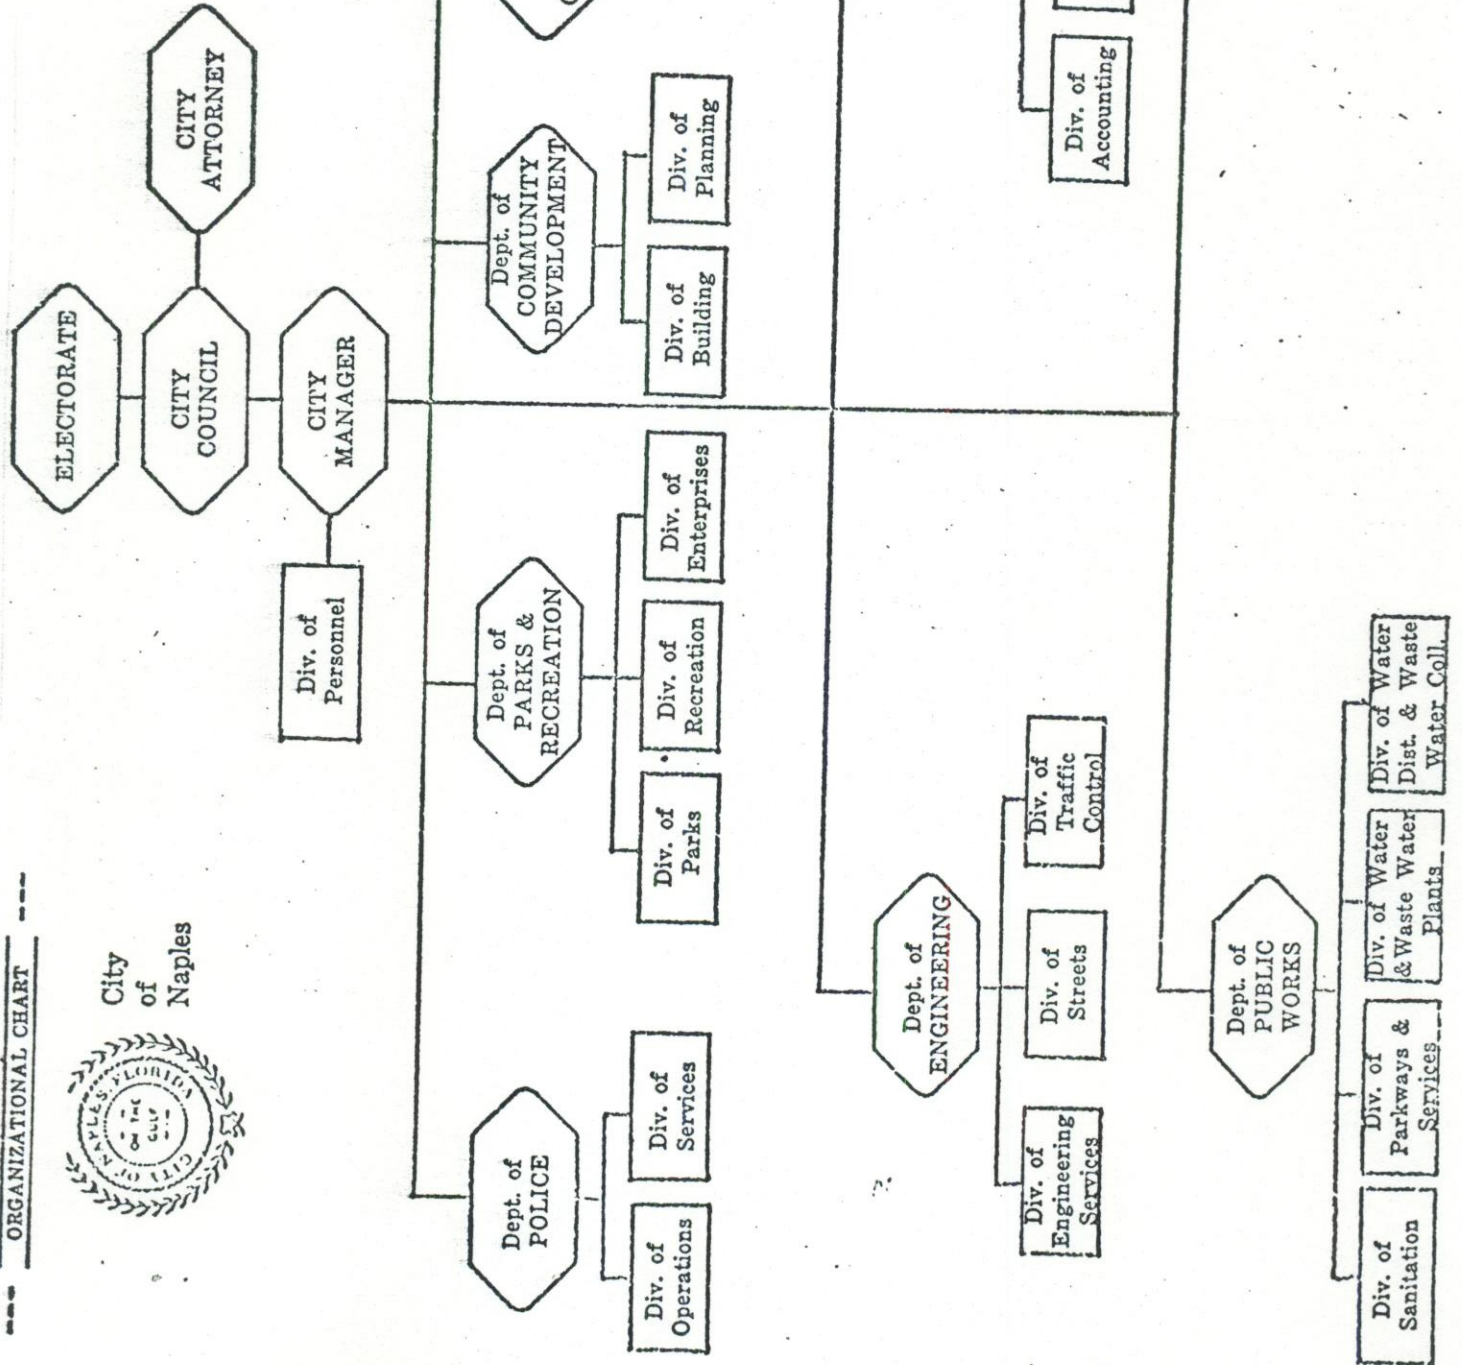 ORGANIZATIONAL CHART
City
of
Naples
CITY OF NAPLES, FLORIDA
ON THE
GULF
ELECTORATE
CITY
COUNCIL
CITY
ATTORNEY
CITY
MANAGER
Div. of
Personnel
Dept. of
POLICE
Div. of
Operations
Div. of
Services
Dept. of
PARKS &
RECREATION
Div. of
Parks
Div. of
Recreation
Div. of
Enterprises
Dept. of
COMMUNITY
DEVELOPMENT
Div. of
Building
Div. of
Planning
Dept. of
ENGINEERING
Div. of
Engineering
Services
Div. of
Streets
Div. of
Traffic
Control
Div. of
Accounting
Dept. of
PUBLIC
WORKS
Div. of
Sanitation
Div. of
Parkways &
Services
Div. of Water
& Waste Water
Plants
Div. of Water
Dist. & Waste
Water Coll.